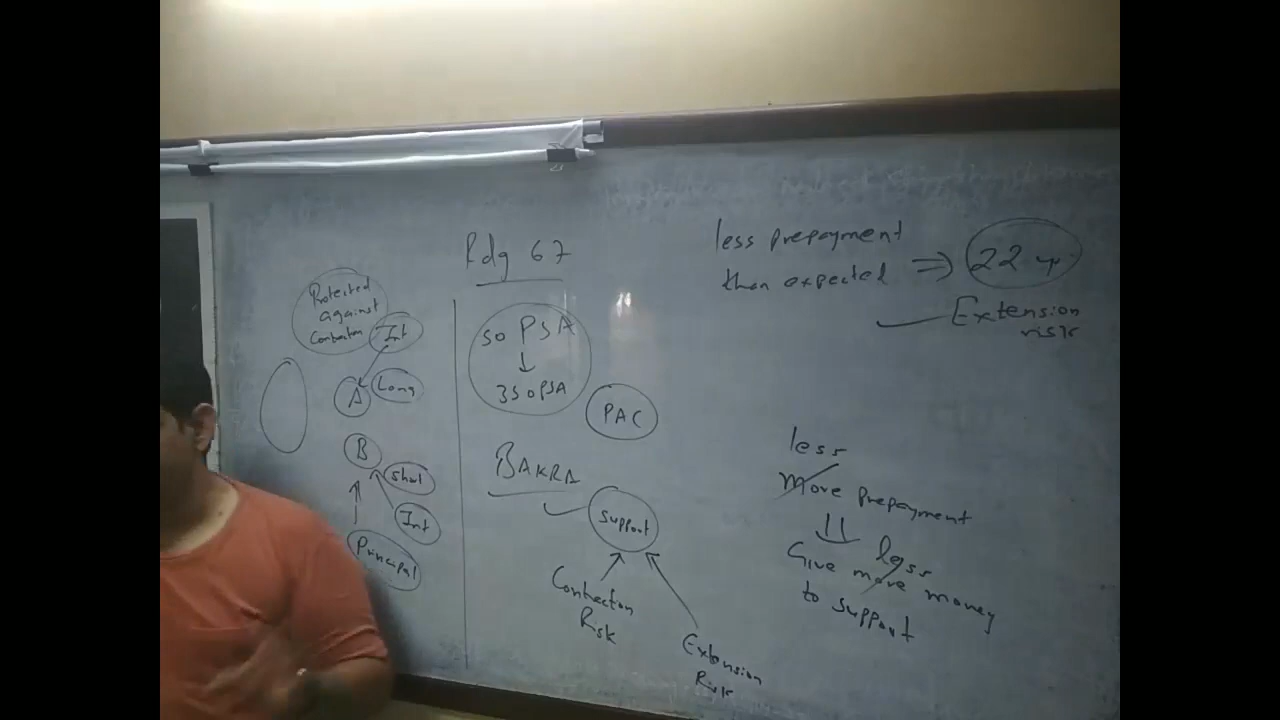 Rdg 67
Protected
against
Contraction
Int
A
Long
B
Short
Int
Principal
50 PSA
↓
350 PSA
PAC
BAKRA
Support
Contraction
Risk
Extension
Risk
less prepayment
than expected ⇒ 22 yr
Extension
risk
less
More prepayment
⇓
less
Give more money
to support